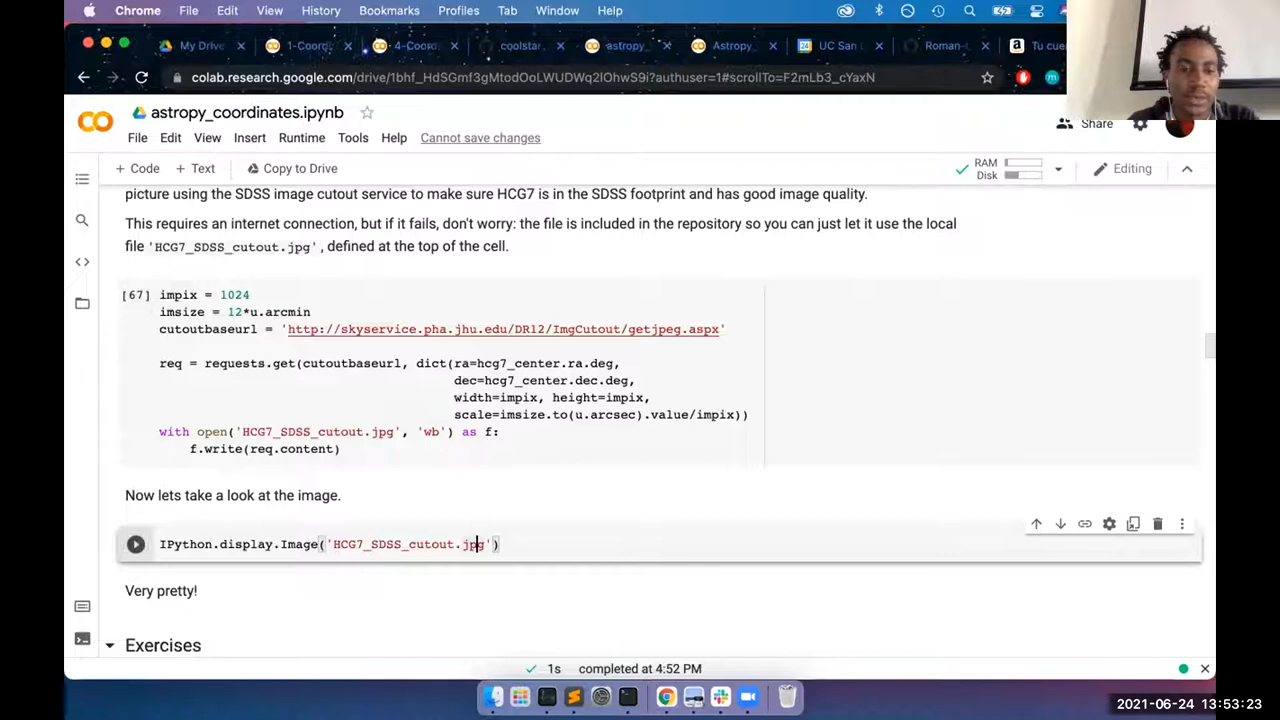 Chrome File Edit View History Bookmarks Profiles Tab Window Help
My Drive 1-Coord 4-Coord coolstar astropy_ Astropy_ UC San Roman- Tu cue
colab.research.google.com/drive/1bhf_HdSGmf3gMtodOoLWUDWq2lOhwS9i?authuser=1#scrollTo=F2mLb3_cYaxN
astropy_coordinates.ipynb
File Edit View Insert Runtime Tools Help Cannot save changes
Share
+ Code + Text Copy to Drive
RAM
Disk
Editing
picture using the SDSS image cutout service to make sure HCG7 is in the SDSS footprint and has good image quality.
This requires an internet connection, but if it fails, don't worry: the file is included in the repository so you can just let it use the local
file 'HCG7_SDSS_cutout.jpg', defined at the top of the cell.
[67] impix = 1024
imsize = 12*u.arcmin
cutoutbaseurl = 'http://skyservice.pha.jhu.edu/DR12/ImgCutout/getjpeg.aspx'
req = requests.get(cutoutbaseurl, dict(ra=hcg7_center.ra.deg,
dec=hcg7_center.dec.deg,
width=impix, height=impix,
scale=imsize.to(u.arcsec).value/impix))
with open('HCG7_SDSS_cutout.jpg', 'wb') as f:
f.write(req.content)
Now lets take a look at the image.
IPython.display.Image('HCG7_SDSS_cutout.jpg')
Very pretty!
Exercises
1s completed at 4:52 PM
2021-06-24 13:53:23